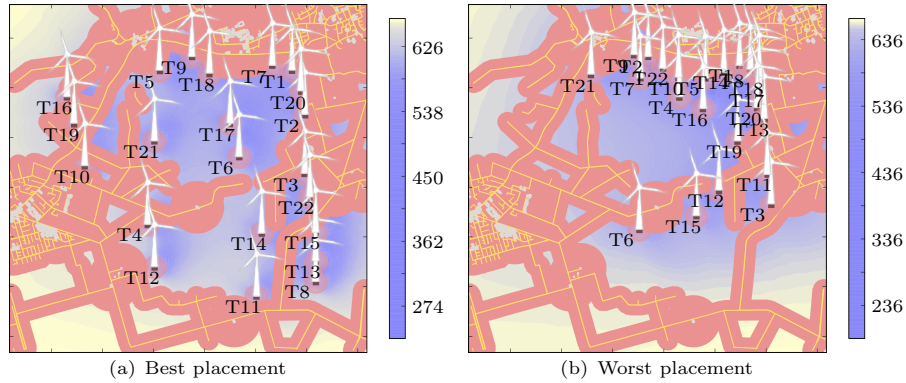 T5
T9
T18
T7
T1
T16
T20
T19
T17
T2
T21
T6
T10
T3
T22
T4
T14
T15
T12
T13
T8
T11
626
538
450
362
274
(a) Best placement
T9
T2
T21
T7
T22
T10
T5
T14
T1
T8
T18
T4
T17
T16
T20
T13
T19
T11
T12
T3
T15
T6
636
536
436
336
236
(b) Worst placement